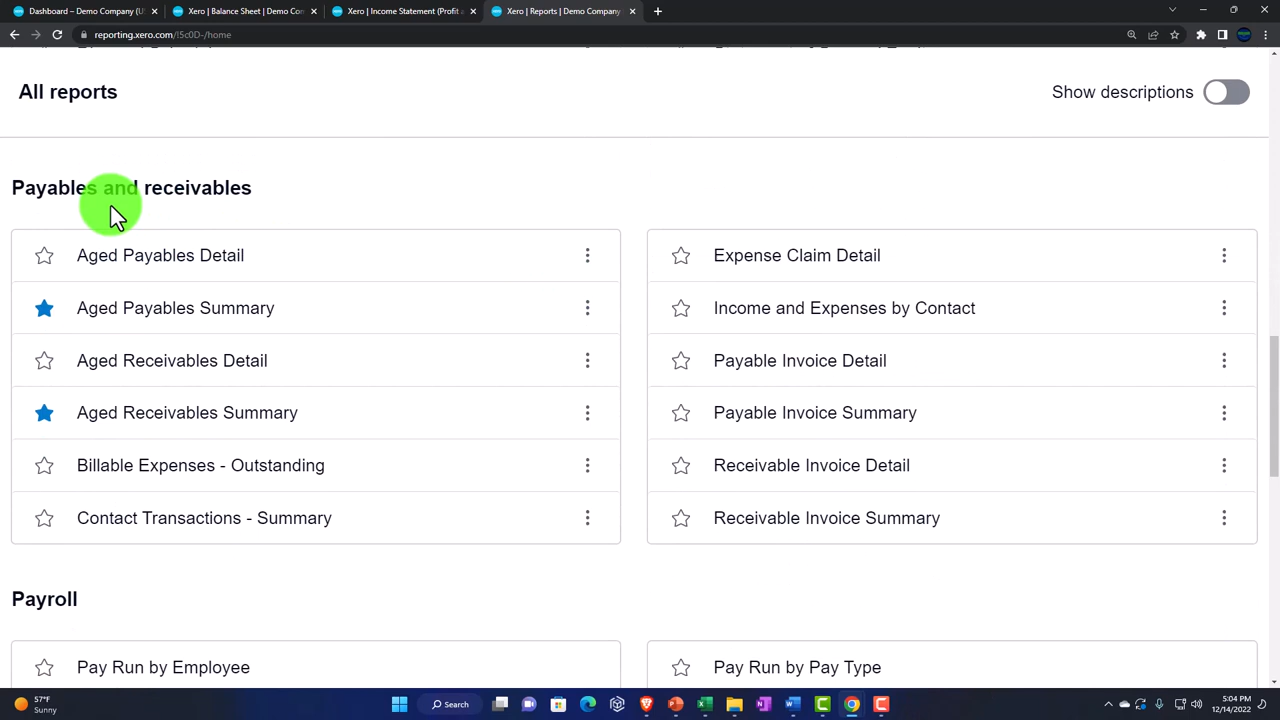 Dashboard – Demo Company (U
Xero | Balance Sheet | Demo Com
Xero | Income Statement (Profit a
Xero | Reports | Demo Company
reporting.xero.com/!5c0D-/home
All reports
Show descriptions
Payables and receivables
Aged Payables Detail
Expense Claim Detail
Aged Payables Summary
Income and Expenses by Contact
Aged Receivables Detail
Payable Invoice Detail
Aged Receivables Summary
Payable Invoice Summary
Billable Expenses - Outstanding
Receivable Invoice Detail
Contact Transactions - Summary
Receivable Invoice Summary
Payroll
Pay Run by Employee
Pay Run by Pay Type
57°F
Sunny
Search
5:04 PM
12/14/2022